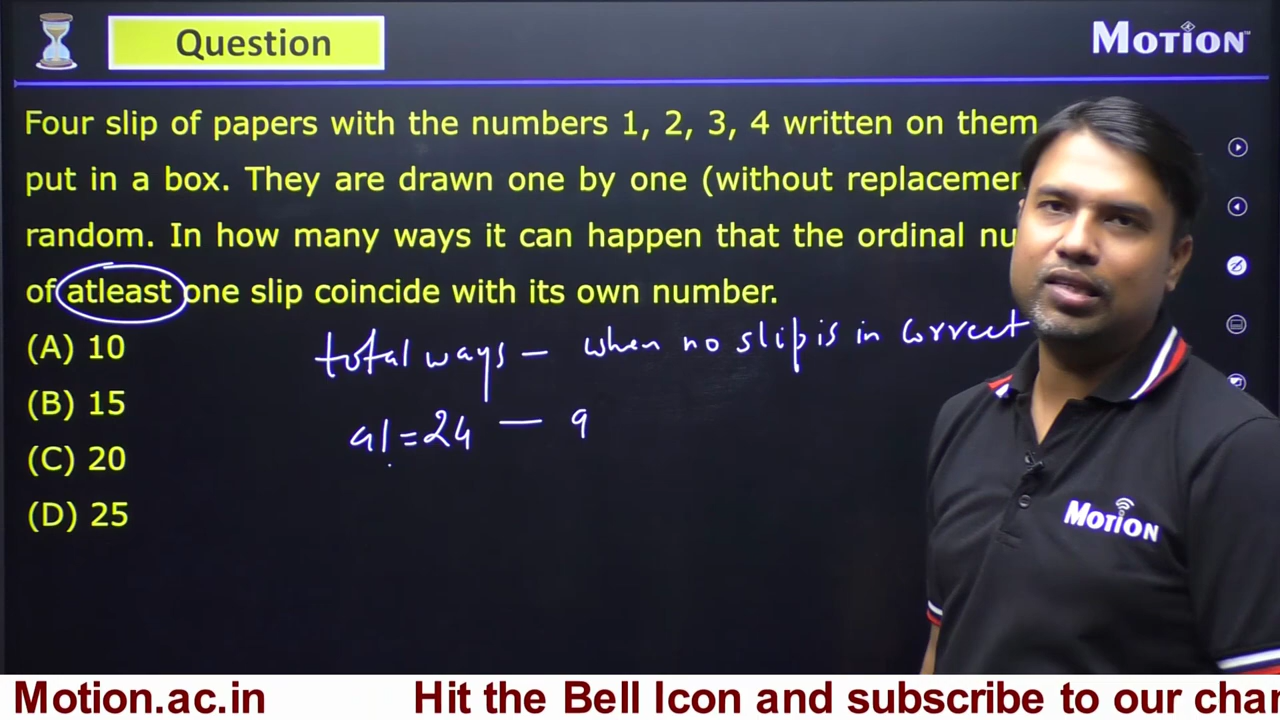 Question
MOTION
Four slip of papers with the numbers 1, 2, 3, 4 written on them
put in a box. They are drawn one by one (without replacemen
random. In how many ways it can happen that the ordinal nu
of atleast one slip coincide with its own number.
(A) 10
(B) 15
(C) 20
(D) 25
total ways – when no slip is in correct
4! = 24 – 9
MOTION
Motion.ac.in Hit the Bell Icon and subscribe to our chan